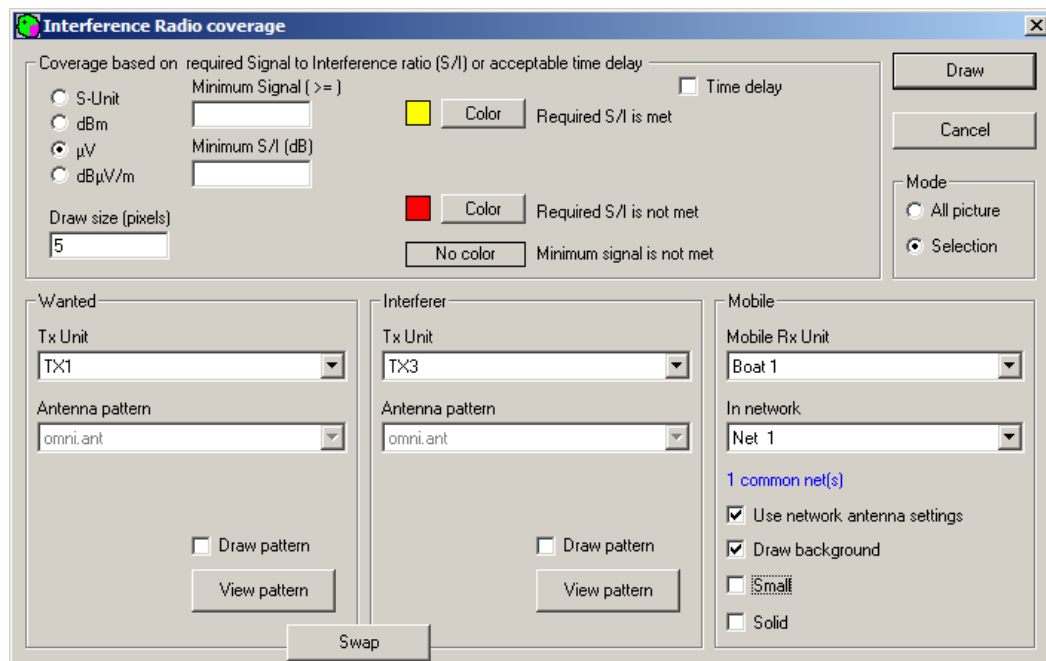 Interference Radio coverage
Coverage based on required Signal to Interference ratio (S/I) or acceptable time delay
S-Unit
dBm
µV
dBµV/m
Minimum Signal ( >= )
Minimum S/I (dB)
Draw size (pixels)
5
Time delay
Color Required S/I is met
Color Required S/I is not met
No color Minimum signal is not met
Draw
Cancel
Mode
All picture
Selection
Wanted
Tx Unit
TX1
Antenna pattern
omni.ant
Draw pattern
View pattern
Interferer
Tx Unit
TX3
Antenna pattern
omni.ant
Draw pattern
View pattern
Swap
Mobile
Mobile Rx Unit
Boat 1
In network
Net 1
1 common net(s)
Use network antenna settings
Draw background
Small
Solid